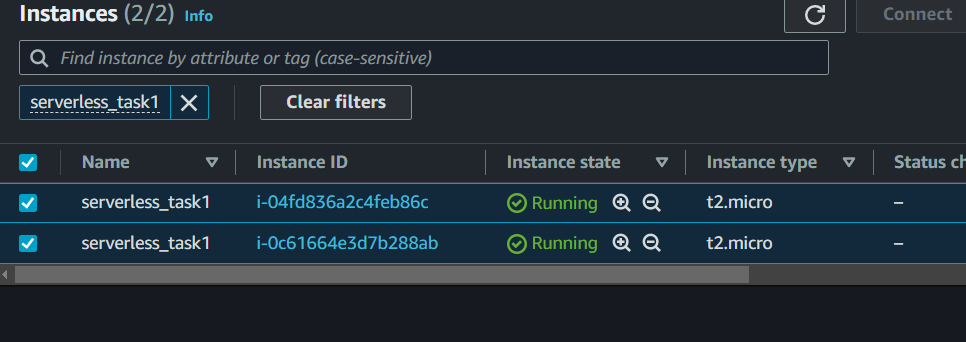 Instances (2/2) Info
Connect
Find instance by attribute or tag (case-sensitive)
serverless_task1 Clear filters
Name Instance ID Instance state Instance type Status ch
serverless_task1 i-04fd836a2c4feb86c Running t2.micro –
serverless_task1 i-0c61664e3d7b288ab Running t2.micro –